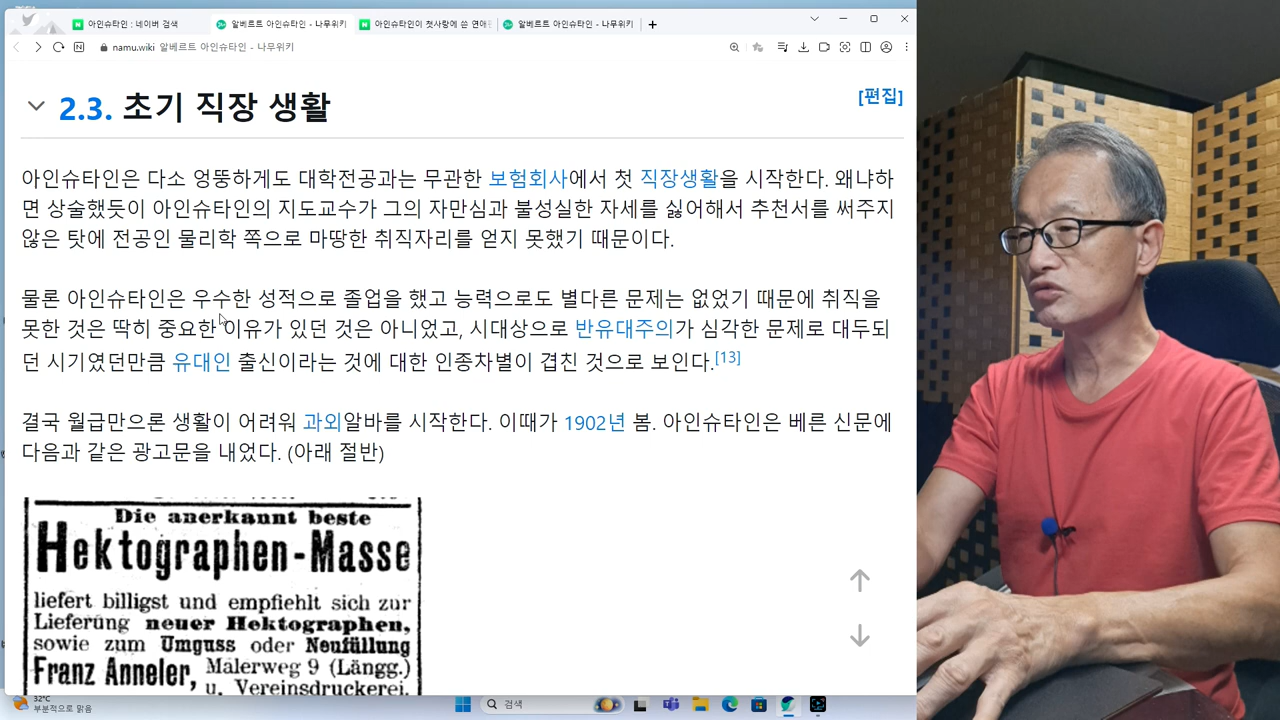 아인슈타인 : 네이버 검색
알베르트 아인슈타인 - 나무위키
아인슈타인이 첫사랑에 쓴 연애
알베르트 아인슈타인 - 나무위키
namu.wiki 알베르트 아인슈타인 - 나무위키
2.3. 초기 직장 생활
[편집]
아인슈타인은 다소 엉뚱하게도 대학전공과는 무관한 보험회사에서 첫 직장생활을 시작한다. 왜냐하
면 상술했듯이 아인슈타인의 지도교수가 그의 자만심과 불성실한 자세를 싫어해서 추천서를 써주지
않은 탓에 전공인 물리학 쪽으로 마땅한 취직자리를 얻지 못했기 때문이다.
물론 아인슈타인은 우수한 성적으로 졸업을 했고 능력으로도 별다른 문제는 없었기 때문에 취직을
못한 것은 딱히 중요한 이유가 있던 것은 아니었고, 시대상으로 반유대주의가 심각한 문제로 대두되
던 시기였던만큼 유대인 출신이라는 것에 대한 인종차별이 겹친 것으로 보인다.[13]
결국 월급만으론 생활이 어려워 과외알바를 시작한다. 이때가 1902년 봄. 아인슈타인은 베른 신문에
다음과 같은 광고문을 내었다. (아래 절반)
Die anerkannt beste
Hektographen-Masse
liefert billigst und empfiehlt sich zur
Lieferung neuer Hektographen,
sowie zum Umguss oder Neufüllung
Franz Anneler, Malerweg 9 (Längg.)
u. Vereinsdruckerei.
32°C
부분적으로 맑음
검색